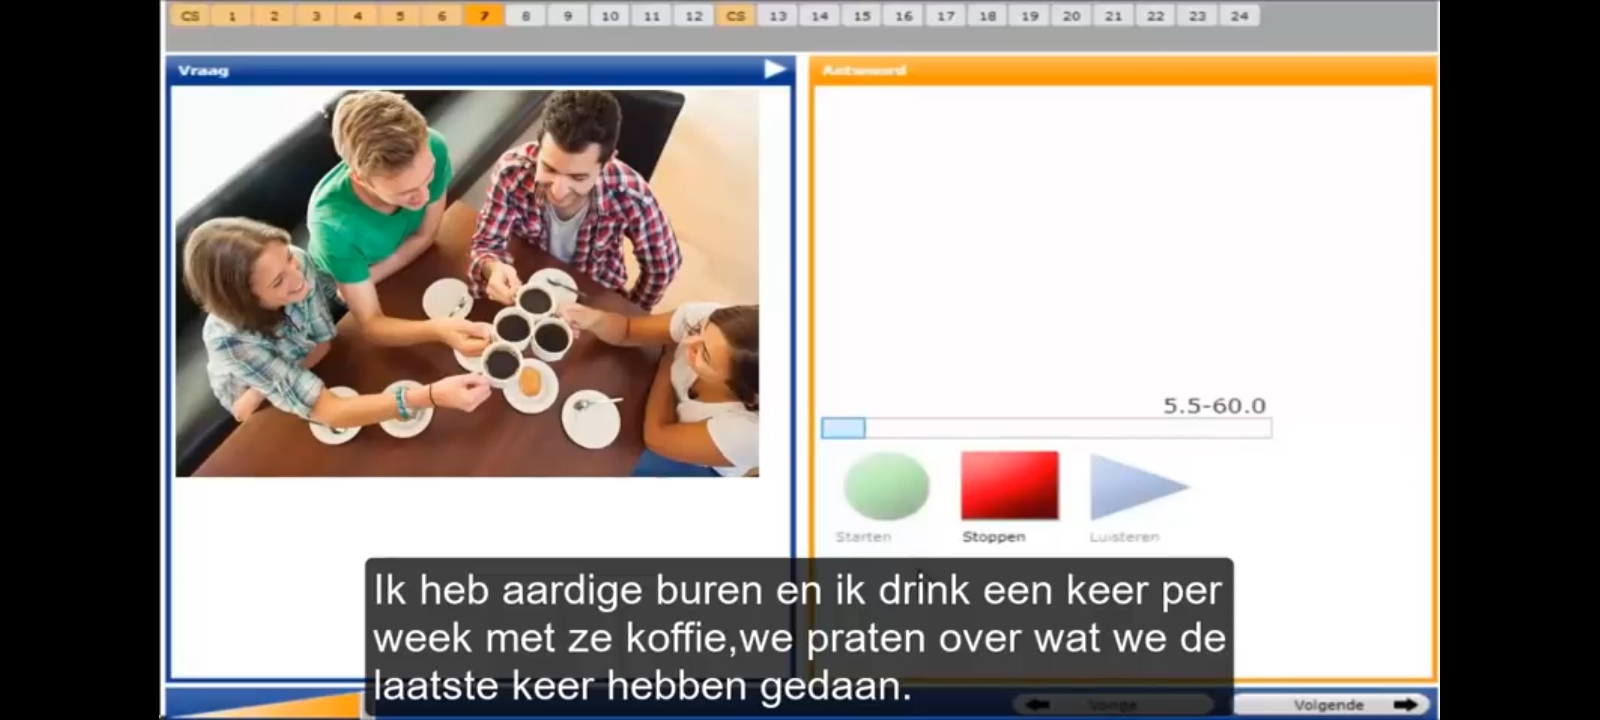 CS 1 2 3 4 5 6 7 8 9 10 11 12 CS 13 14 15 16 17 18 19 20 21 22 23 24
Vraag
Antwoord
5.5-60.0
Starten Stoppen Luisteren
Ik heb aardige buren en ik drink een keer per
week met ze koffie,we praten over wat we de
laatste keer hebben gedaan.
Vorige Volgende